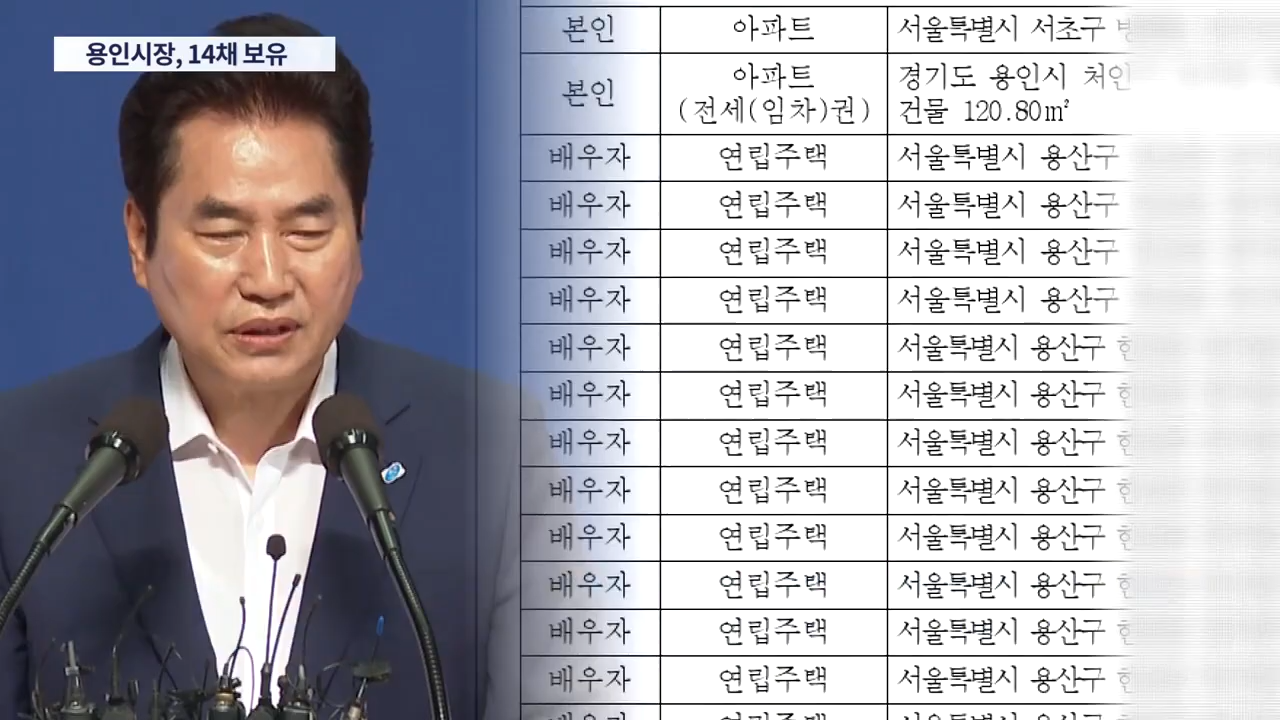 용인시장, 14채 보유
본인 아파트 서울특별시 서초구
본인 아파트 (전세(임차)권) 경기도 용인시 처인 건물 120.80㎡
배우자 연립주택 서울특별시 용산구
배우자 연립주택 서울특별시 용산구
배우자 연립주택 서울특별시 용산구
배우자 연립주택 서울특별시 용산구
배우자 연립주택 서울특별시 용산구
배우자 연립주택 서울특별시 용산구
배우자 연립주택 서울특별시 용산구
배우자 연립주택 서울특별시 용산구
배우자 연립주택 서울특별시 용산구
배우자 연립주택 서울특별시 용산구
배우자 연립주택 서울특별시 용산구
배우자 연립주택 서울특별시 용산구